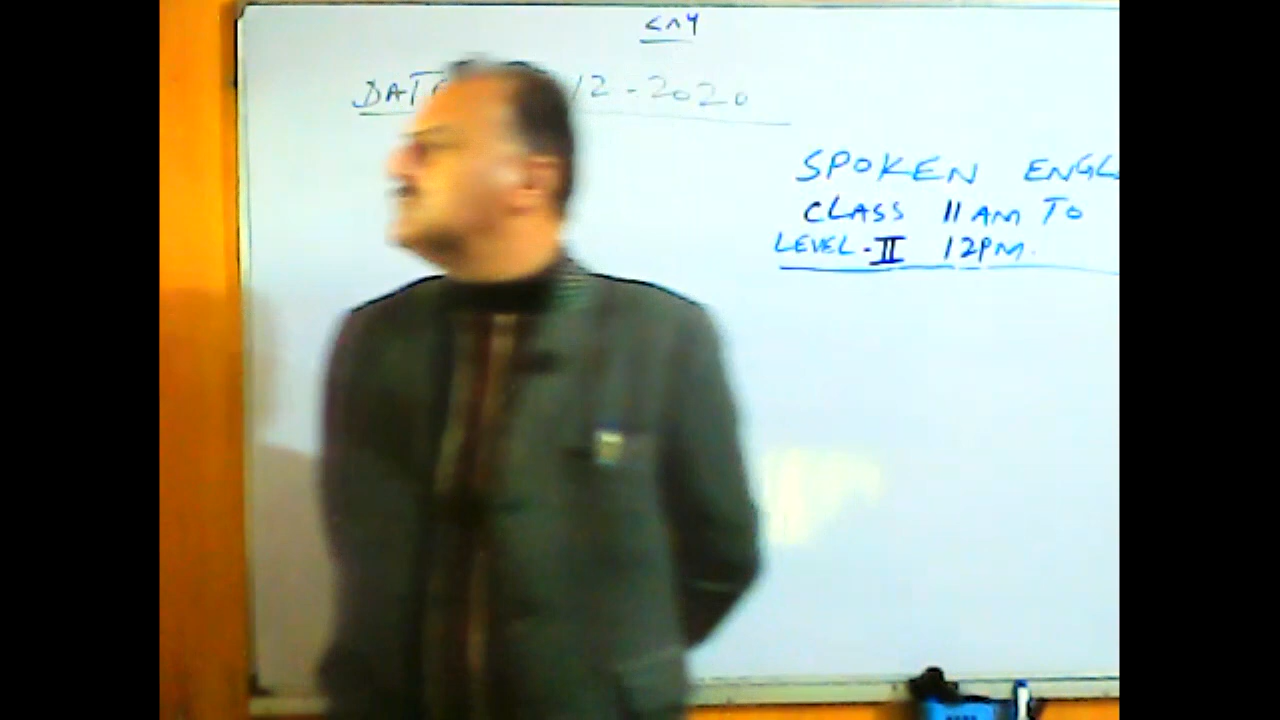 DAT 12-2020
SPOKEN ENGL
CLASS 11 AM TO
LEVEL-II 12PM.